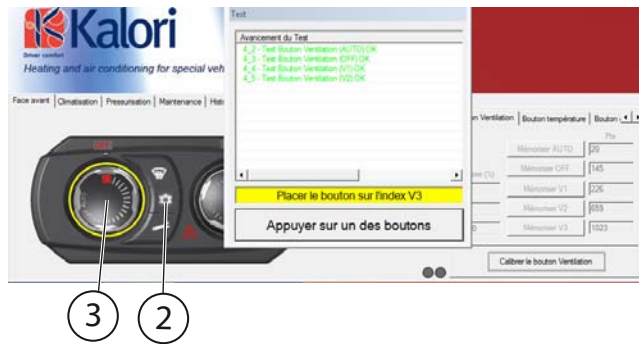 Kalori
Driver comfort
Heating and air conditioning for special veh
Face avant Climatisation Pressurisation Maintenance
Test
Avancement du Test
4_2 - Test Bouton Ventilation (AUTO) OK
4_3 - Test Bouton Ventilation (OFF) OK
4_4 - Test Bouton Ventilation (V1) OK
4_5 - Test Bouton Ventilation (V2) OK
Placer le bouton sur l'index V3
Appuyer sur un des boutons
on Ventilation Bouton température Bouton
Pts
Mémoriser AUTO 20
Mémoriser OFF 145
Mémoriser V1 226
Mémoriser V2 659
Mémoriser V3 1023
Calibrer le bouton Ventilation
OFF
3 2